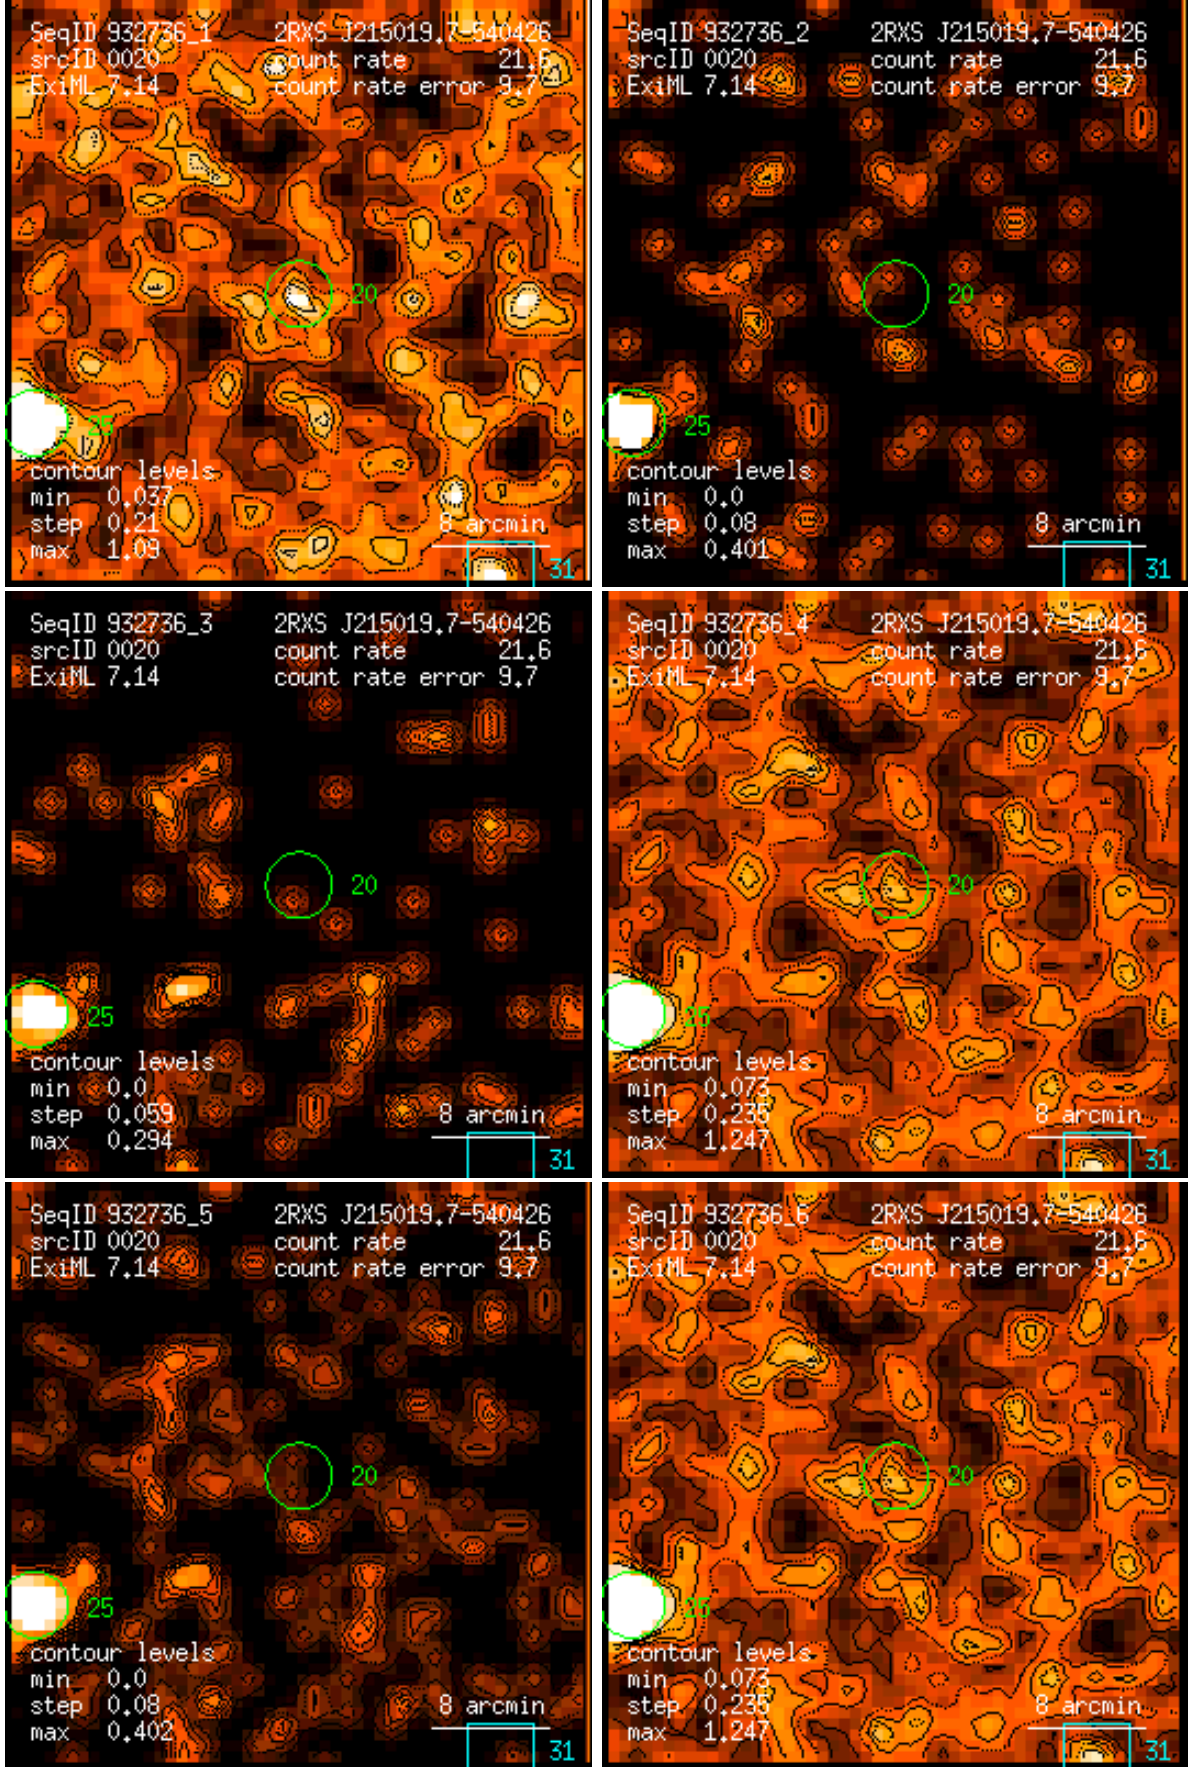 SeqID 932736_1 2RXS J215019.7-540426
srcID 0020 count rate 21.6
ExiML 7.14 count rate error 9.7
20
25
contour levels
min 0.037
step 0.21
max 1.09
8 arcmin
31
SeqID 932736_2 2RXS J215019.7-540426
srcID 0020 count rate 21.6
ExiML 7.14 count rate error 9.7
20
25
contour levels
min 0.0
step 0.08
max 0.401
8 arcmin
31
SeqID 932736_3 2RXS J215019.7-540426
srcID 0020 count rate 21.6
ExiML 7.14 count rate error 9.7
20
25
contour levels
min 0.0
step 0.059
max 0.294
8 arcmin
31
SeqID 932736_4 2RXS J215019.7-540426
srcID 0020 count rate 21.6
ExiML 7.14 count rate error 9.7
20
25
contour levels
min 0.073
step 0.235
max 1.247
8 arcmin
31
SeqID 932736_5 2RXS J215019.7-540426
srcID 0020 count rate 21.6
ExiML 7.14 count rate error 9.7
20
25
contour levels
min 0.0
step 0.08
max 0.402
8 arcmin
31
SeqID 932736_6 2RXS J215019.7-540426
srcID 0020 count rate 21.6
ExiML 7.14 count rate error 9.7
20
25
contour levels
min 0.073
step 0.235
max 1.247
8 arcmin
31